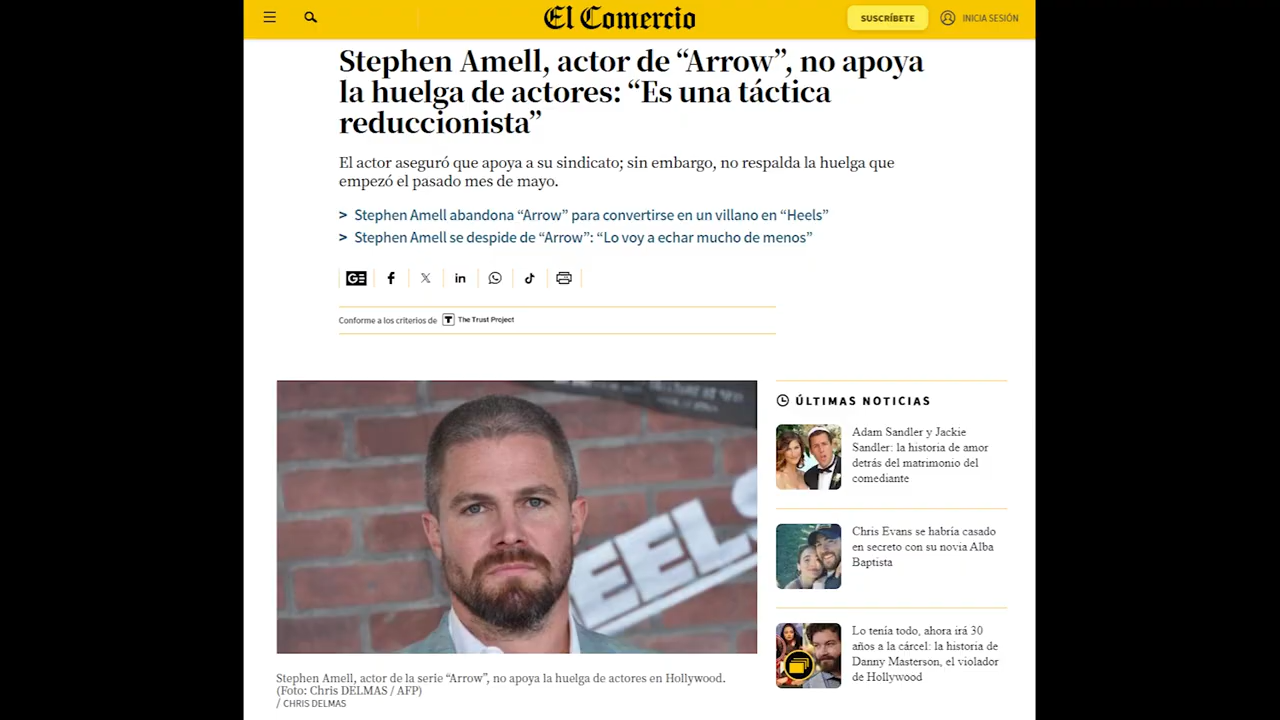 El Comercio
SUSCRÍBETE
INICIA SESIÓN
Stephen Amell, actor de “Arrow”, no apoya
la huelga de actores: “Es una táctica
reduccionista”
El actor aseguró que apoya a su sindicato; sin embargo, no respalda la huelga que
empezó el pasado mes de mayo.
> Stephen Amell abandona “Arrow” para convertirse en un villano en “Heels”
> Stephen Amell se despide de “Arrow”: “Lo voy a echar mucho de menos”
GE f X in
Conforme a los criterios de T The Trust Project
EELS
Stephen Amell, actor de la serie “Arrow”, no apoya la huelga de actores en Hollywood.
(Foto: Chris DELMAS / AFP)
/ CHRIS DELMAS
ÚLTIMAS NOTICIAS
Adam Sandler y Jackie
Sandler: la historia de amor
detrás del matrimonio del
comediante
Chris Evans se habría casado
en secreto con su novia Alba
Baptista
Lo tenía todo, ahora irá 30
años a la cárcel: la historia de
Danny Masterson, el violador
de Hollywood